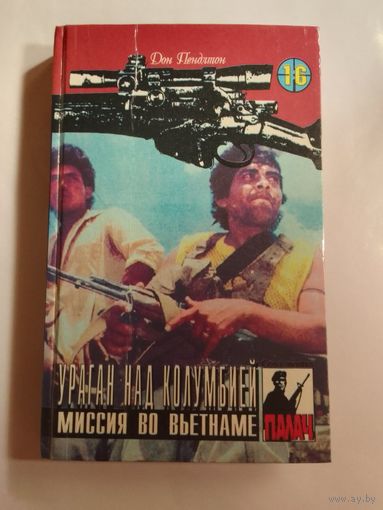 Дон Пендлтон
16
УРАГАН НАД КОЛУМБИЕЙ
МИССИЯ ВО ВЬЕТНАМЕ
ПАЛАЧ
www.ay.by